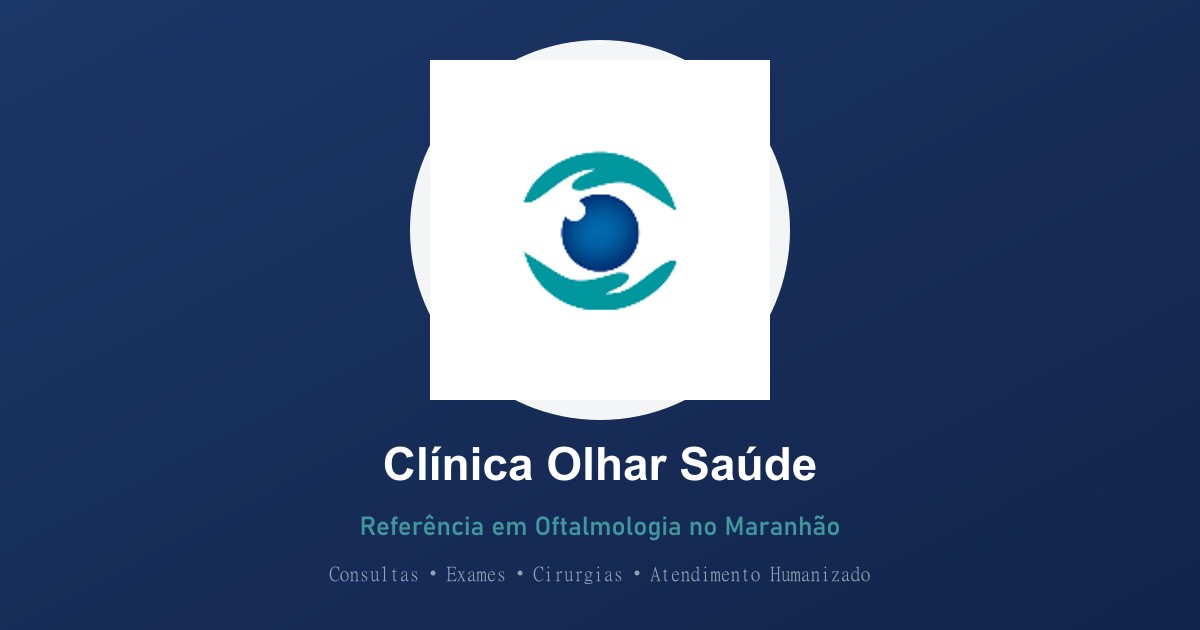 Clínica Olhar Saúde
Referência em Oftalmologia no Maranhão
Consultas • Exames • Cirurgias • Atendimento Humanizado